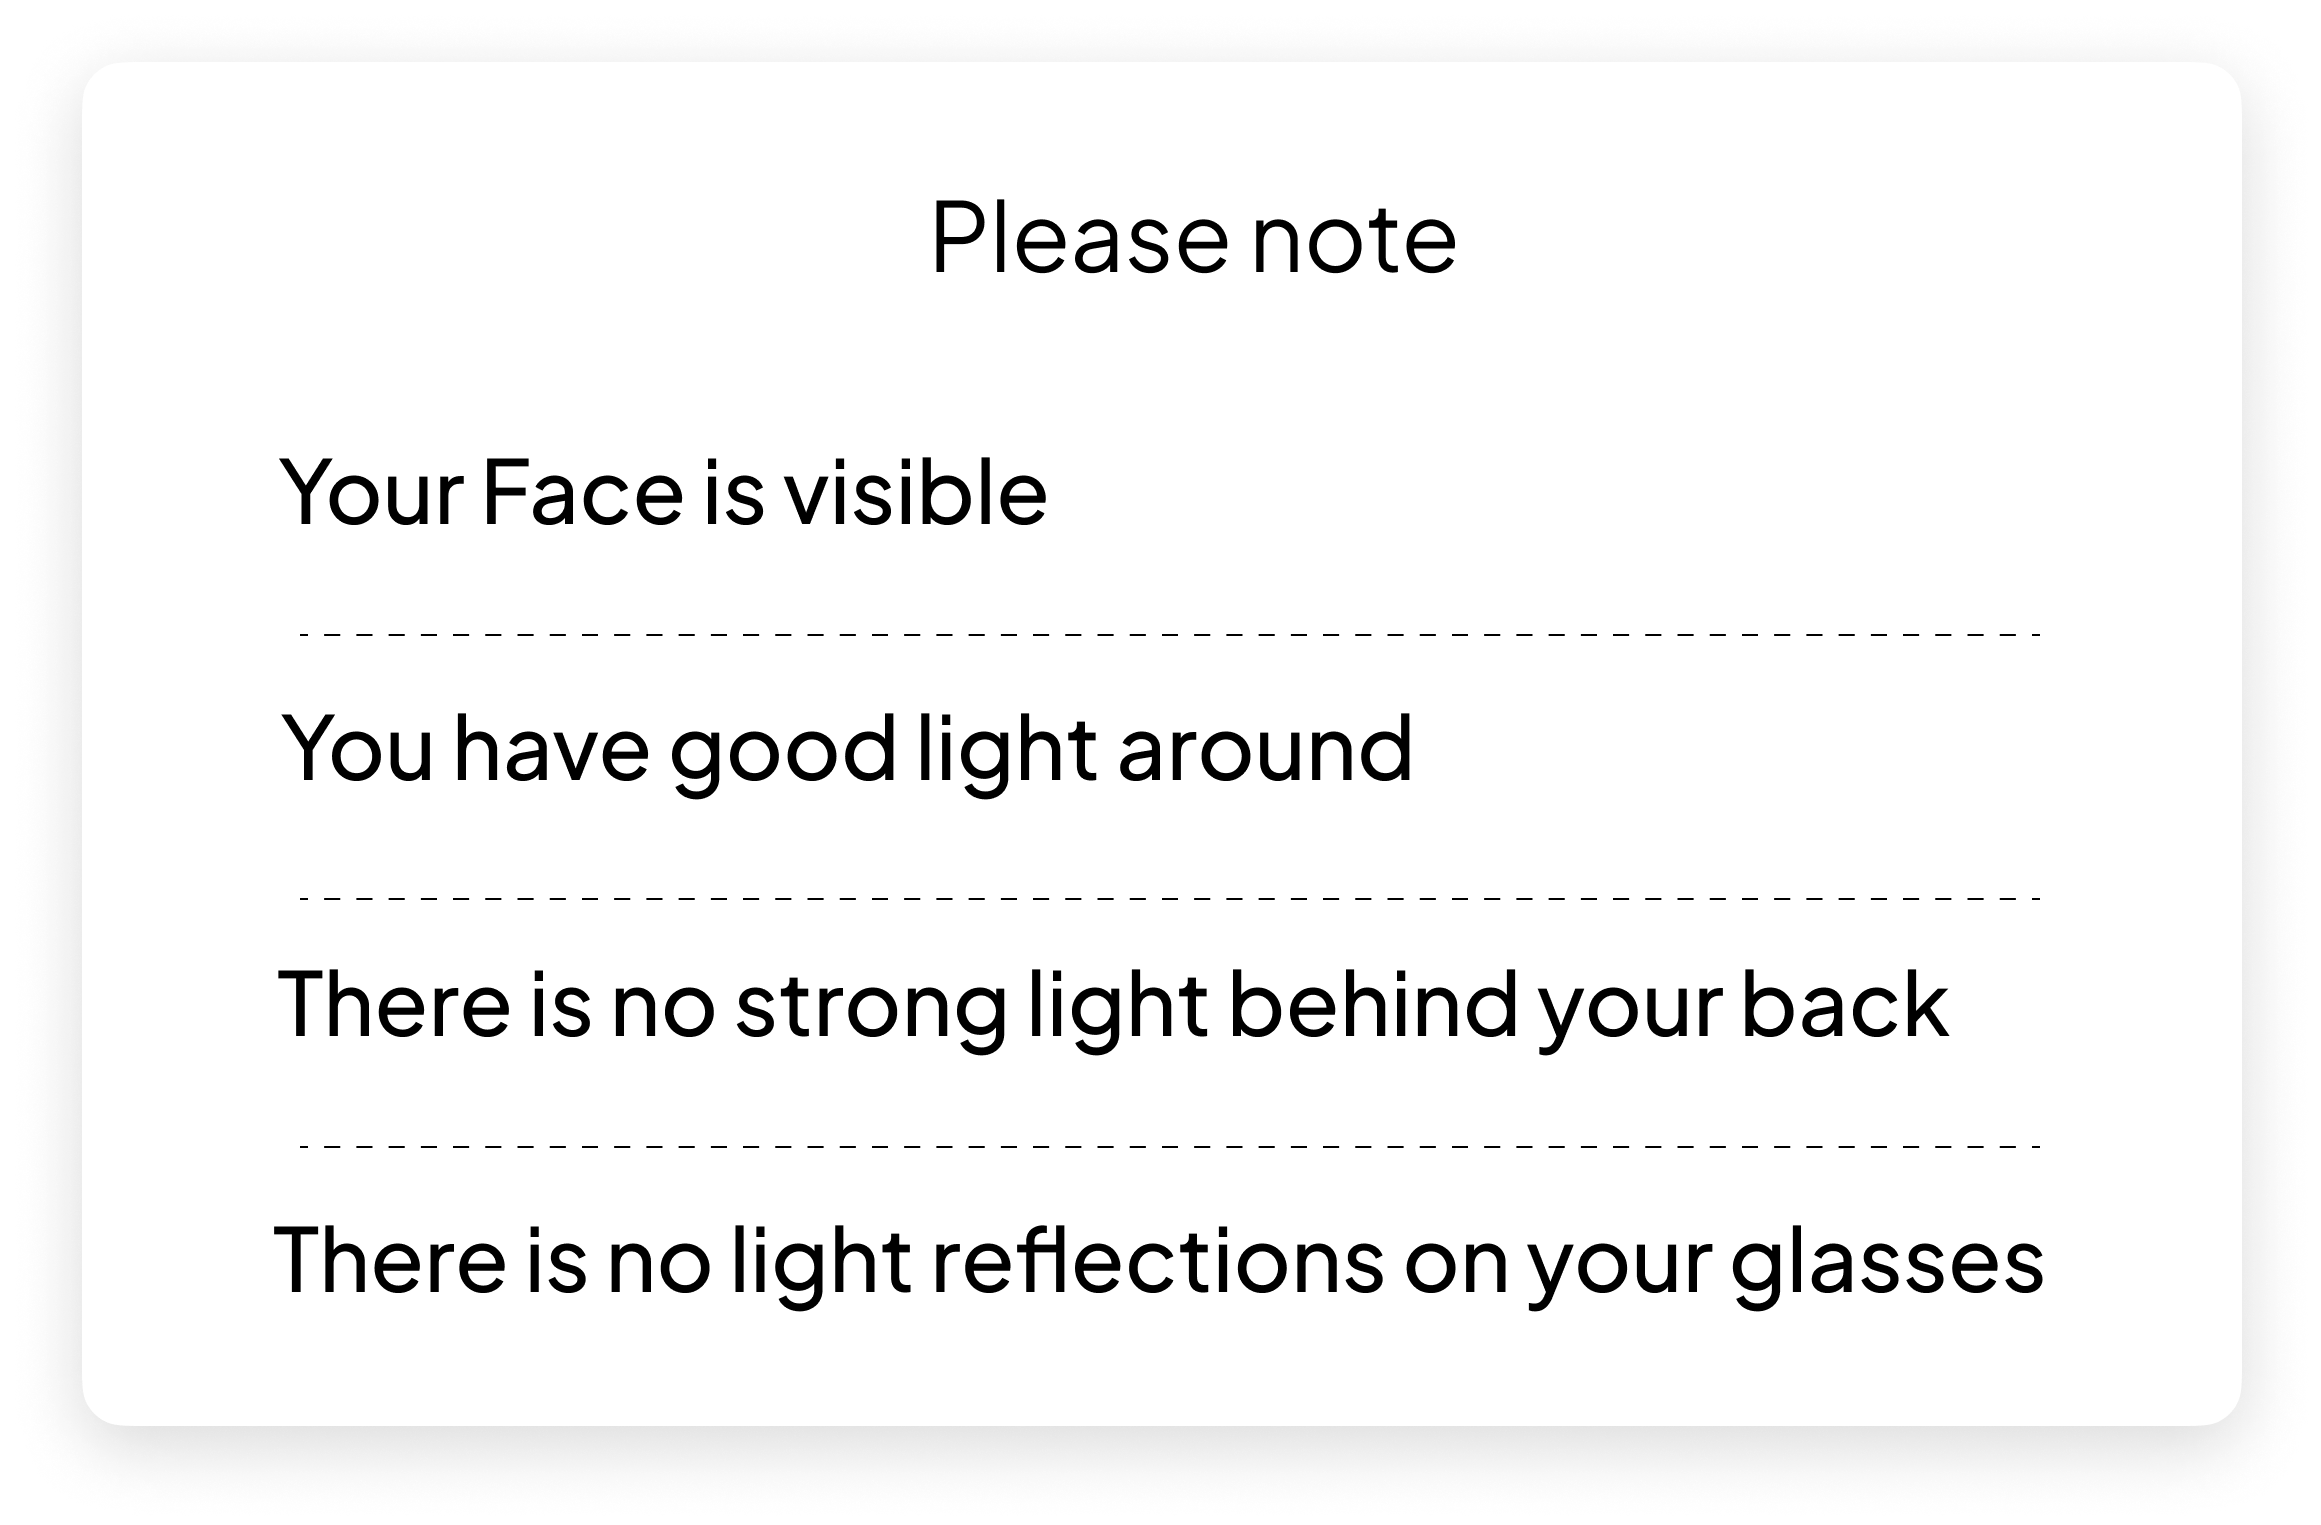 Please note
Your Face is visible
You have good light around
There is no strong light behind your back
There is no light reflections on your glasses